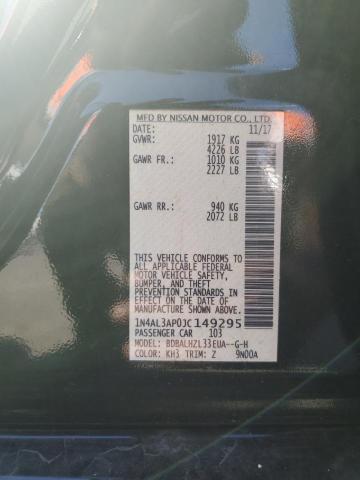 MFD BY NISSAN MOTOR CO., LTD.
DATE: 11/17
GVWR: 1917 KG
4226 LB
GAWR FR: 1010 KG
2227 LB
GAWR RR: 940 KG
2072 LB
THIS VEHICLE CONFORMS TO
ALL APPLICABLE FEDERAL
MOTOR VEHICLE SAFETY,
BUMPER, AND THEFT
PREVENTION STANDARDS IN
EFFECT ON THE DATE OF
MANUFACTURE SHOWN ABOVE.
1N4AL3AP0JC149295
PASSENGER CAR 103
MODEL: BDBALHZL33EUA--G-H
COLOR: KH3 TRIM: Z 9N00A